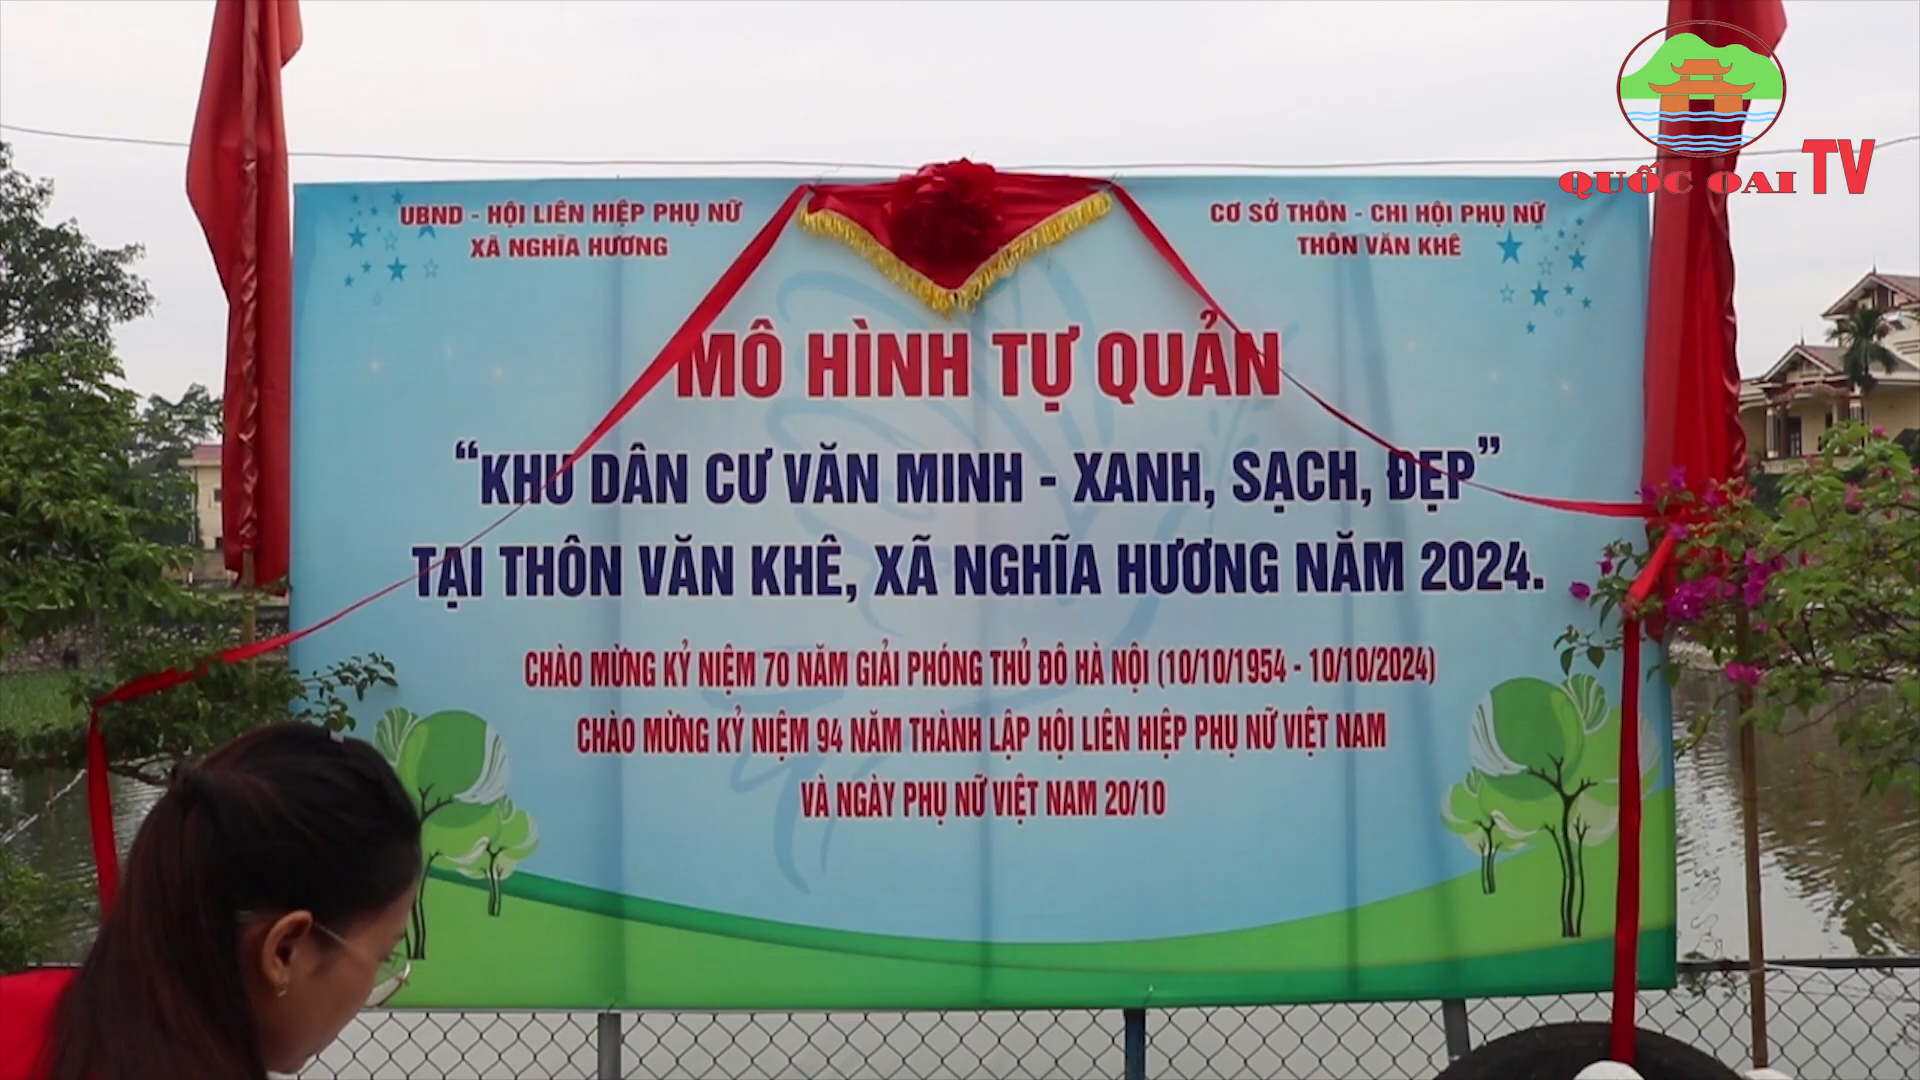 QUỐC OAI TV
UBND - HỘI LIÊN HIỆP PHỤ NỮ
XÃ NGHĨA HƯƠNG
CƠ SỞ THÔN - CHI HỘI PHỤ NỮ
THÔN VĂN KHÊ
MÔ HÌNH TỰ QUẢN
“KHU DÂN CƯ VĂN MINH - XANH, SẠCH, ĐẸP”
TẠI THÔN VĂN KHÊ, XÃ NGHĨA HƯƠNG NĂM 2024.
CHÀO MỪNG KỶ NIỆM 70 NĂM GIẢI PHÓNG THỦ ĐÔ HÀ NỘI (10/10/1954 - 10/10/2024)
CHÀO MỪNG KỶ NIỆM 94 NĂM THÀNH LẬP HỘI LIÊN HIỆP PHỤ NỮ VIỆT NAM
VÀ NGÀY PHỤ NỮ VIỆT NAM 20/10